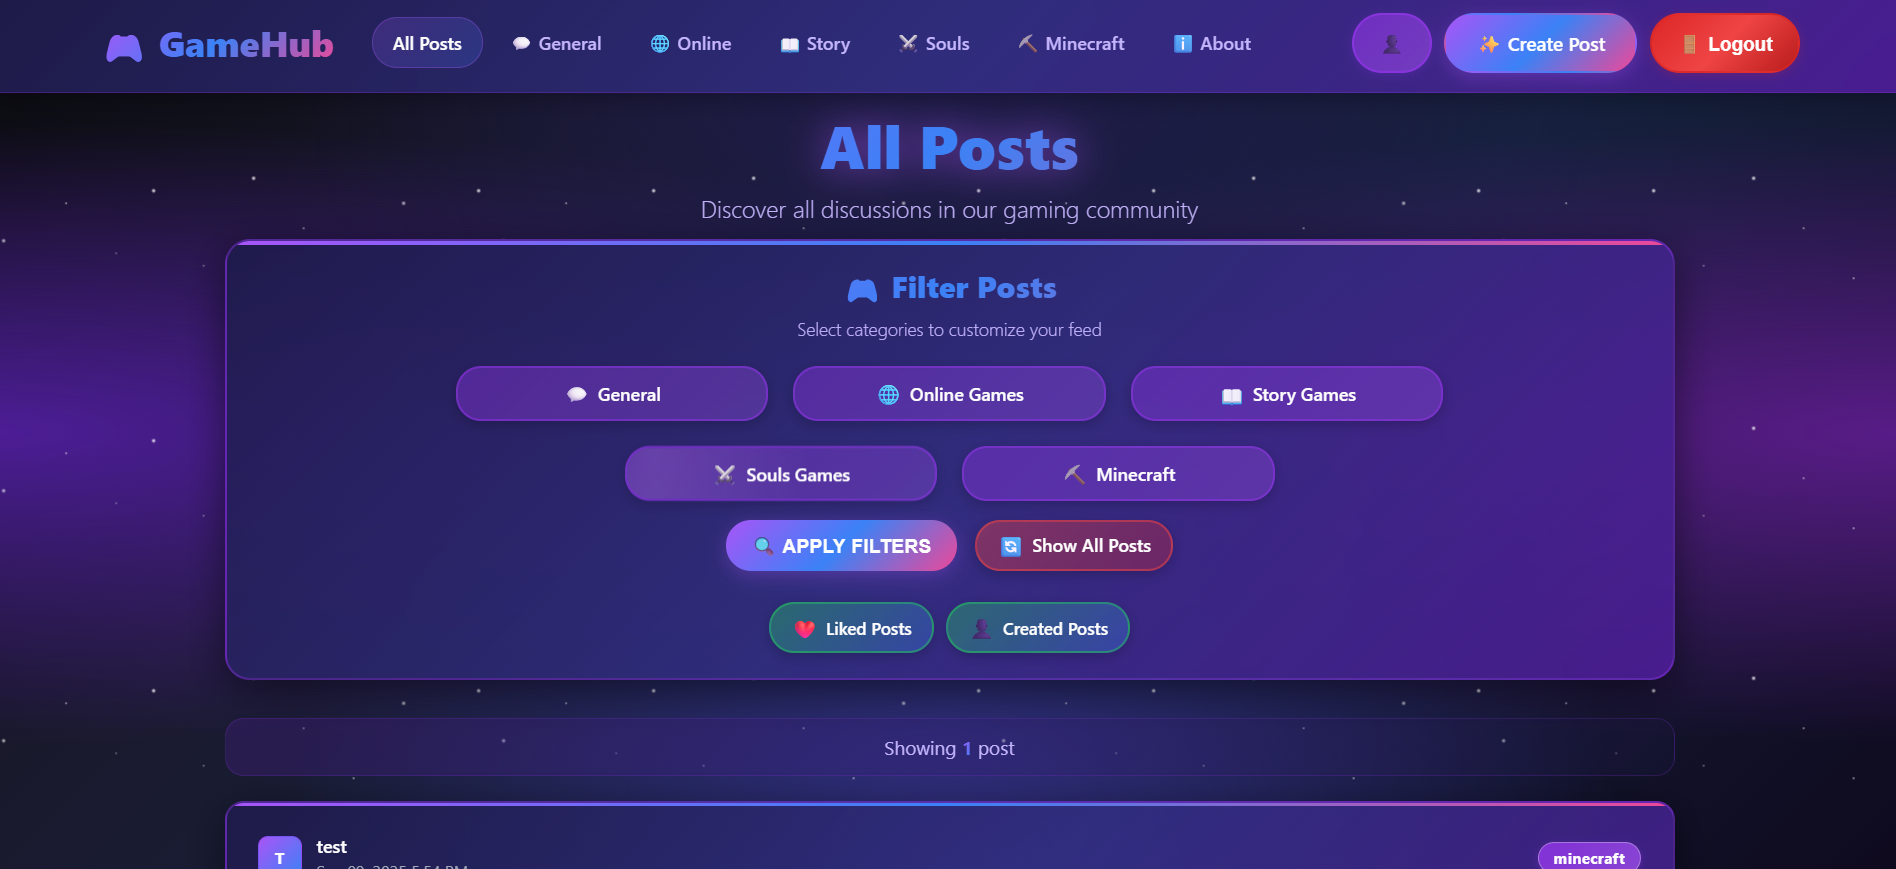 GameHub
All Posts
General
Online
Story
Souls
Minecraft
About
Create Post
Logout
All Posts
Discover all discussions in our gaming community
Filter Posts
Select categories to customize your feed
General
Online Games
Story Games
Souls Games
Minecraft
APPLY FILTERS
Show All Posts
Liked Posts
Created Posts
Showing 1 post
T
test
minecraft